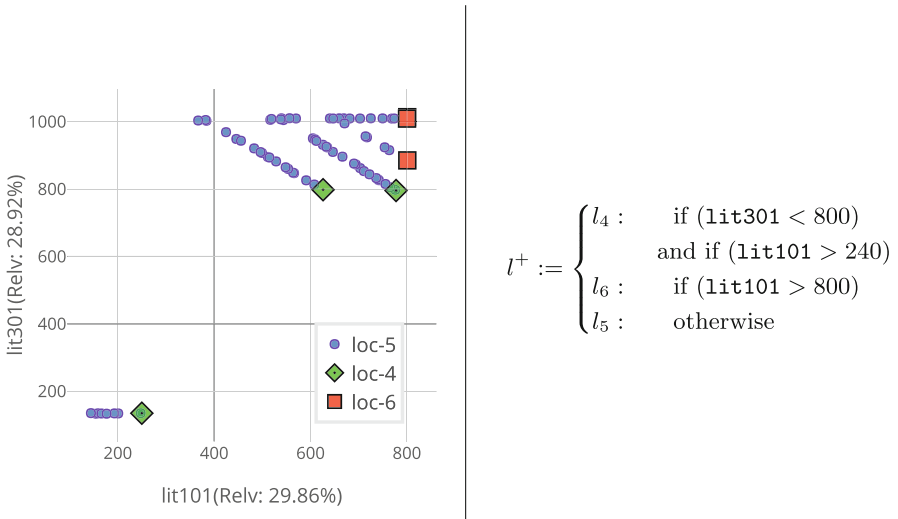 lit301(Relv: 28.92%)
1000
800
600
400
200
200 400 600 800
lit101(Relv: 29.86%)
loc-5
loc-4
loc-6
l⁺ := { l₄ : if (lit301 < 800)
and if (lit101 > 240)
l₆ : if (lit101 > 800)
l₅ : otherwise